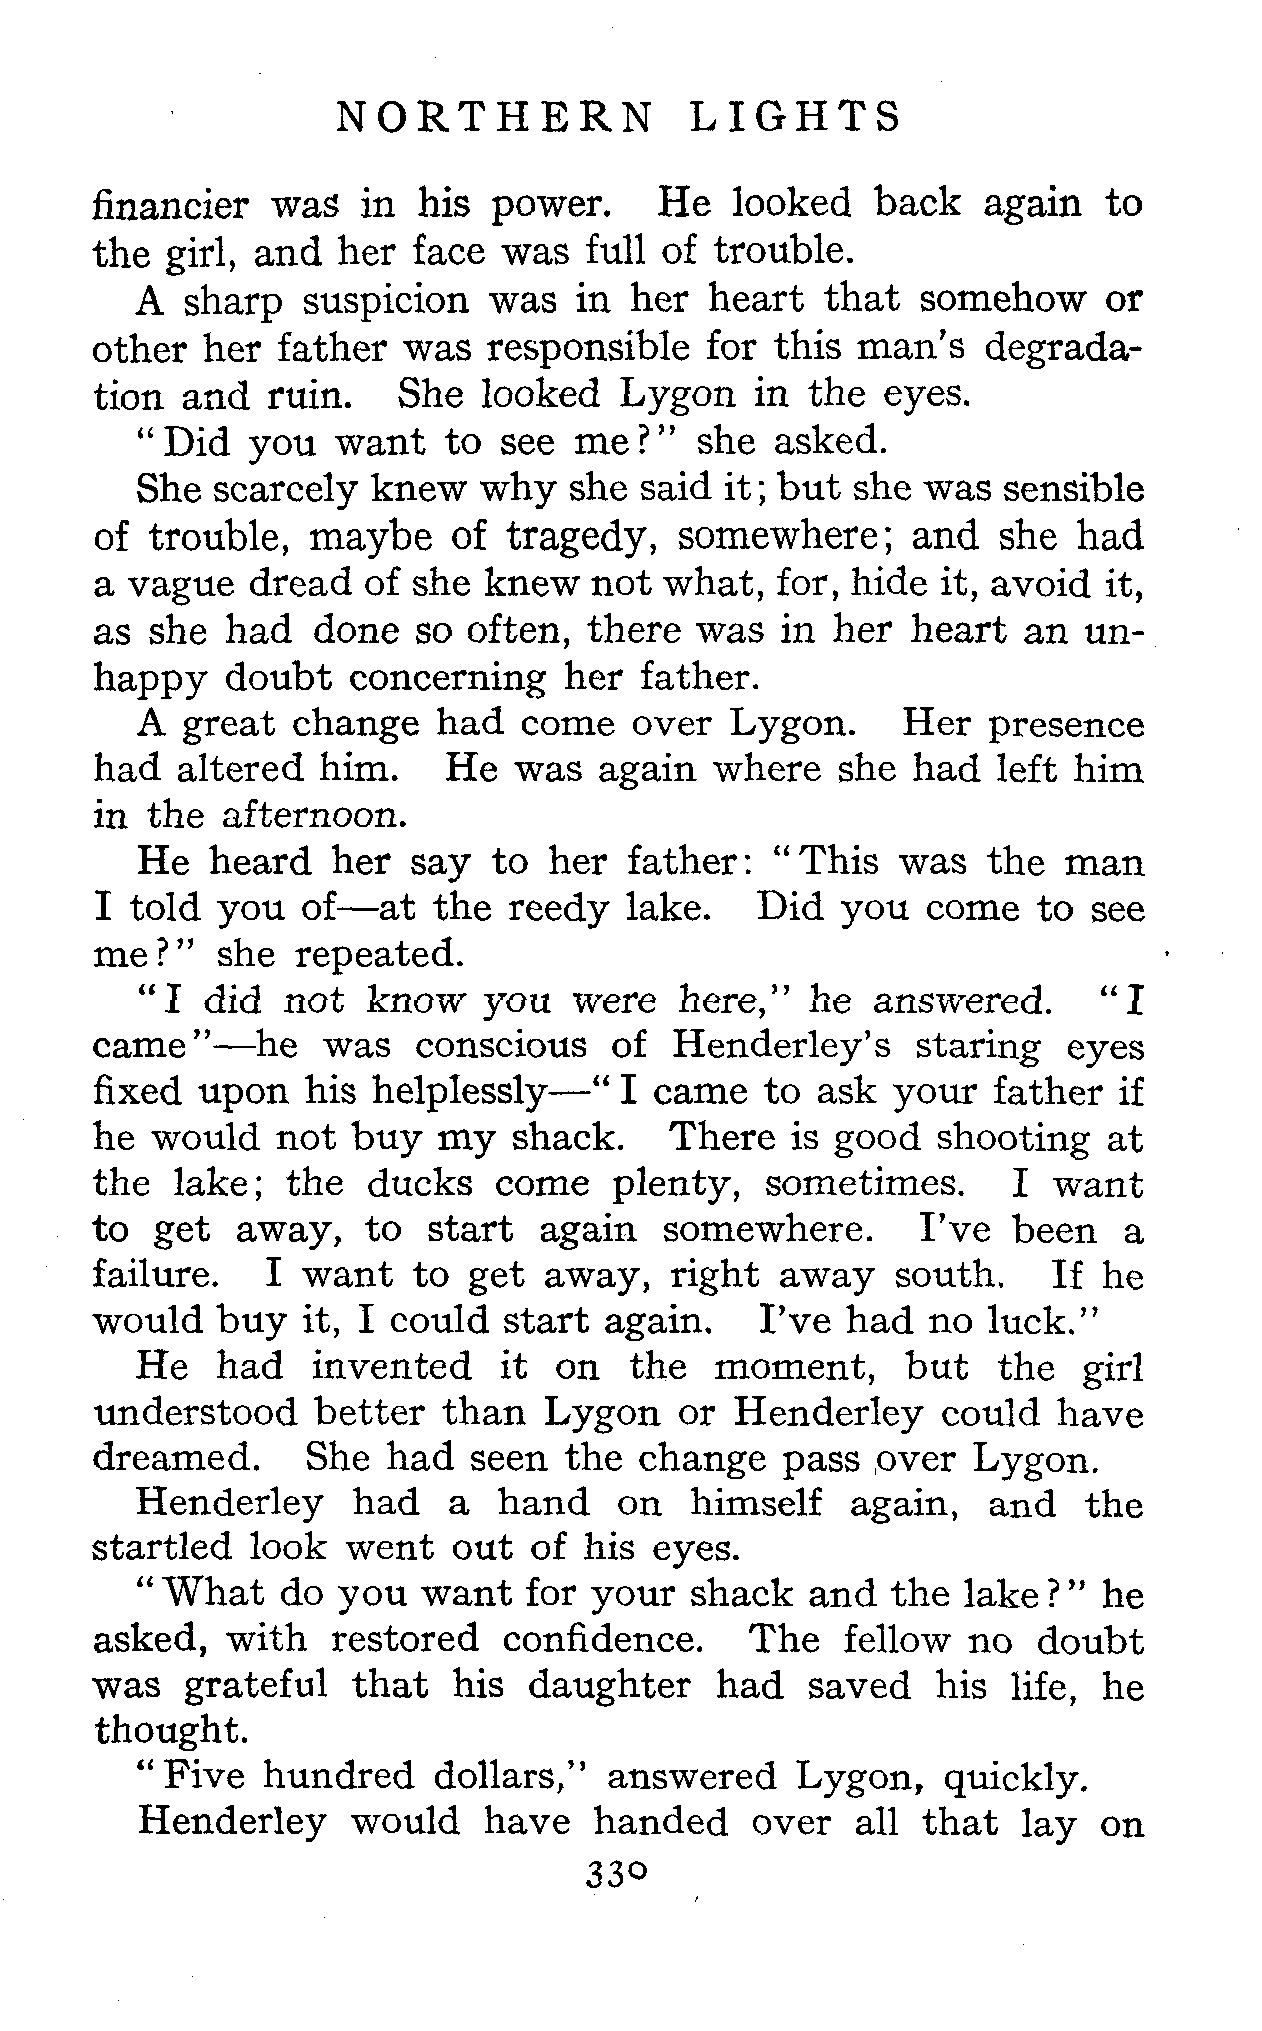 NORTHERN LIGHTS
financier was in his power. He looked back again to
the girl, and her face was full of trouble.
A sharp suspicion was in her heart that somehow or
other her father was responsible for this man's degrada-
tion and ruin. She looked Lygon in the eyes.
"Did you want to see me?" she asked.
She scarcely knew why she said it; but she was sensible
of trouble, maybe of tragedy, somewhere; and she had
a vague dread of she knew not what, for, hide it, avoid it,
as she had done so often, there was in her heart an un-
happy doubt concerning her father.
A great change had come over Lygon. Her presence
had altered him. He was again where she had left him
in the afternoon.
He heard her say to her father: "This was the man
I told you of—at the reedy lake. Did you come to see
me?" she repeated.
"I did not know you were here," he answered. "I
came"—he was conscious of Henderley's staring eyes
fixed upon his helplessly—"I came to ask your father if
he would not buy my shack. There is good shooting at
the lake; the ducks come plenty, sometimes. I want
to get away, to start again somewhere. I've been a
failure. I want to get away, right away south. If he
would buy it, I could start again. I've had no luck."
He had invented it on the moment, but the girl
understood better than Lygon or Henderley could have
dreamed. She had seen the change pass over Lygon.
Henderley had a hand on himself again, and the
startled look went out of his eyes.
"What do you want for your shack and the lake?" he
asked, with restored confidence. The fellow no doubt
was grateful that his daughter had saved his life, he
thought.
"Five hundred dollars," answered Lygon, quickly.
Henderley would have handed over all that lay on
330